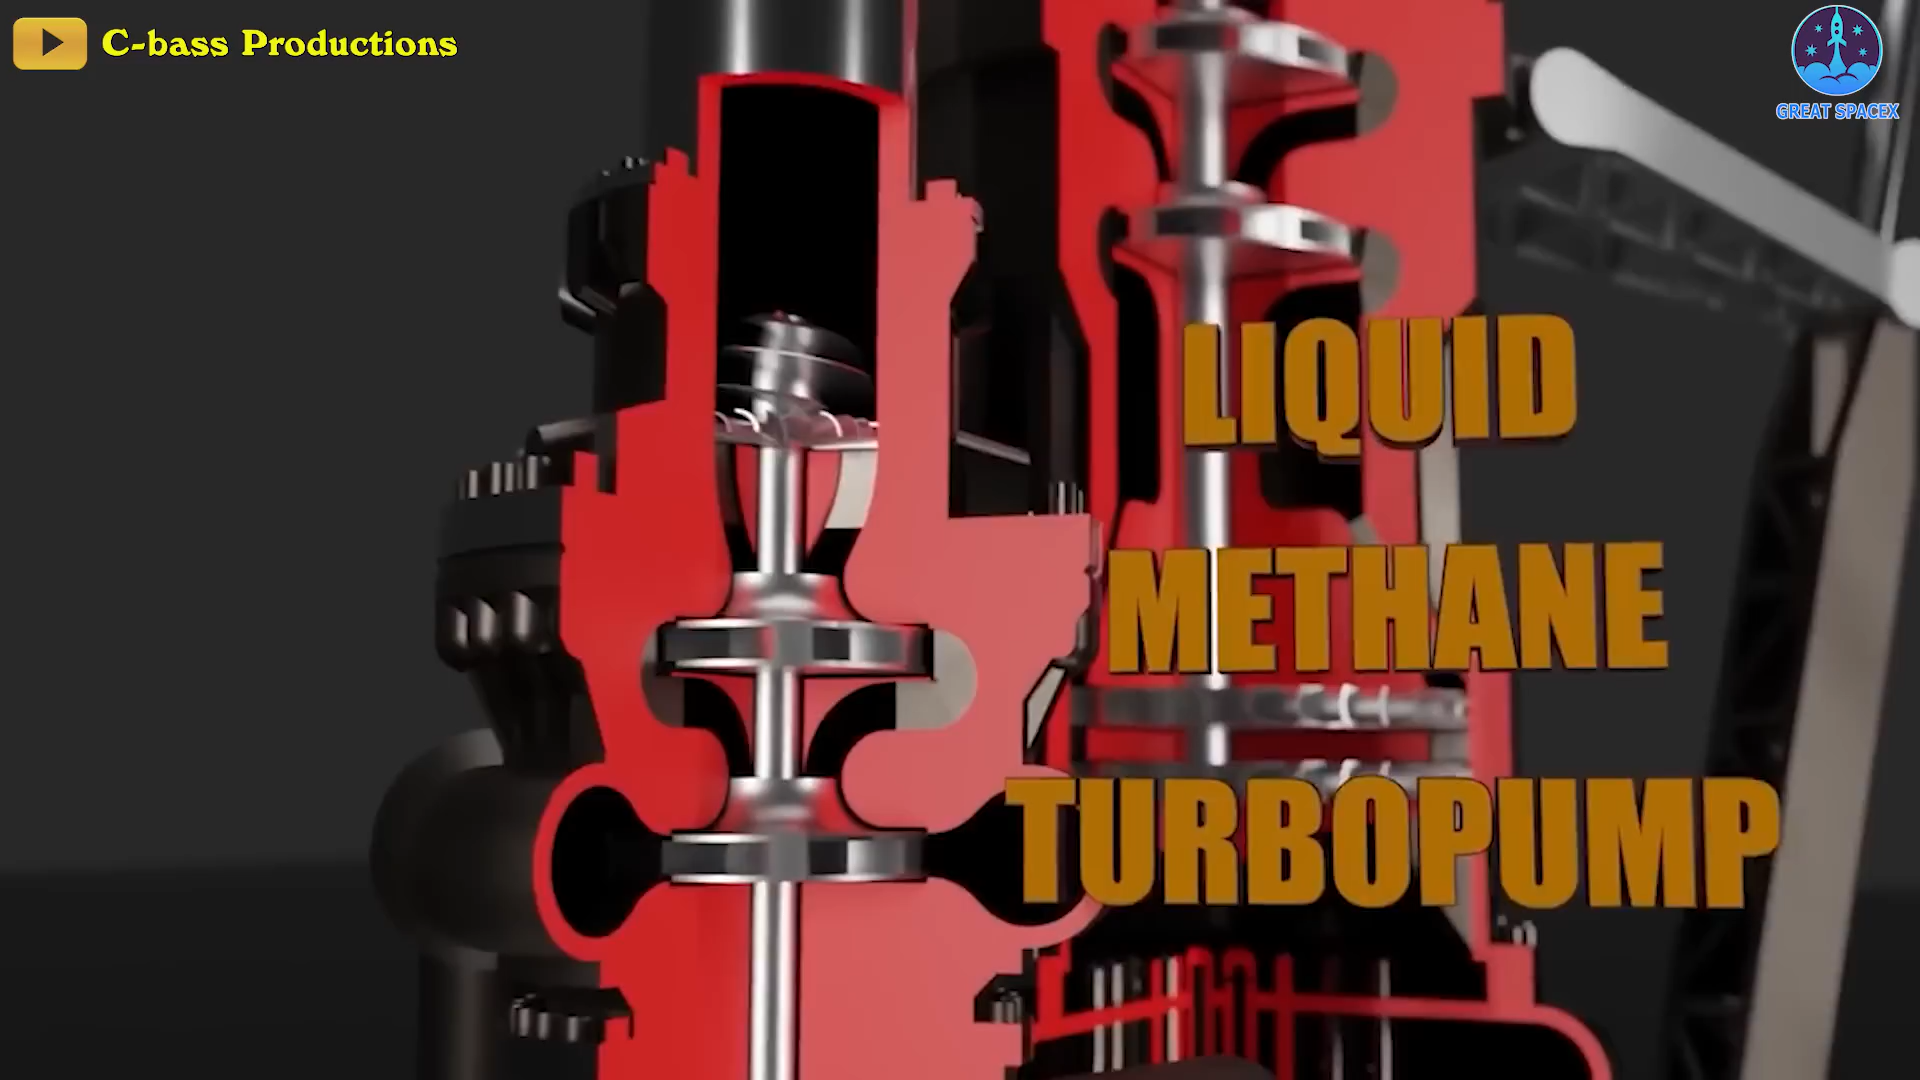 C-bass Productions
GREAT SPACEX
LIQUID
METHANE
TURBOPUMP